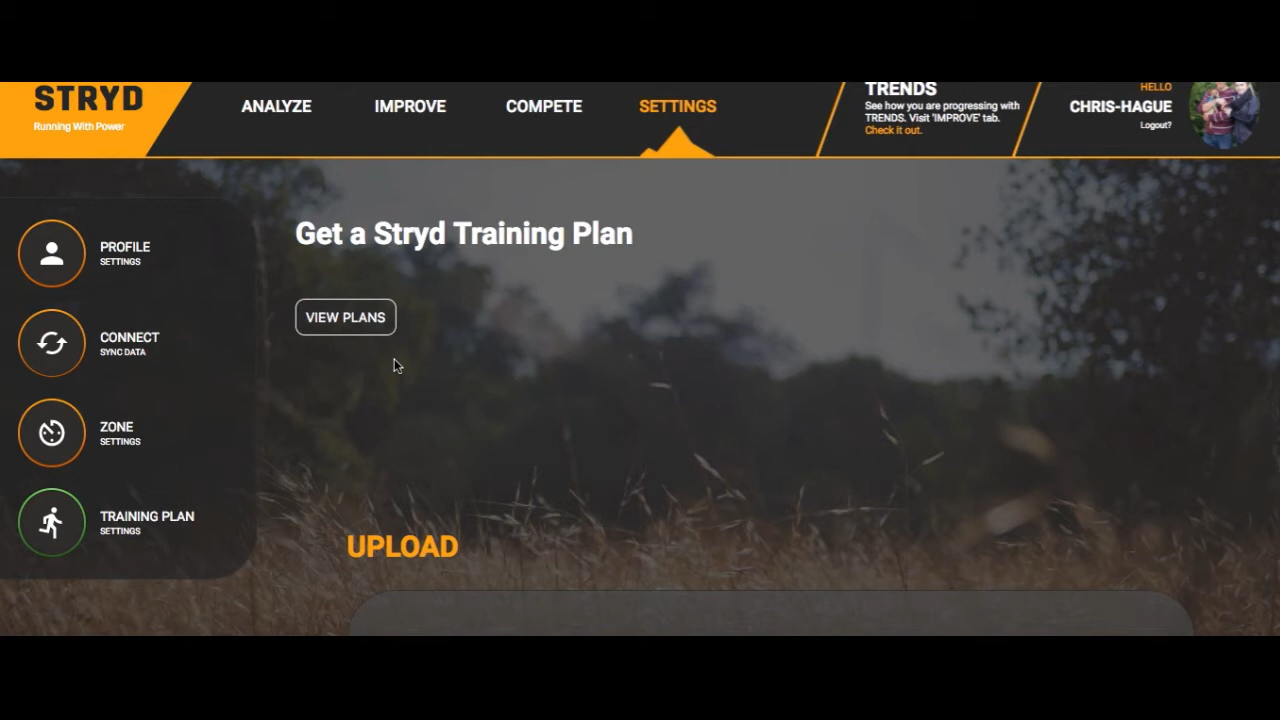 STRYD
Running With Power
ANALYZE
IMPROVE
COMPETE
SETTINGS
TRENDS
See how you are progressing with
TRENDS. Visit 'IMPROVE' tab.
Check it out.
HELLO
CHRIS-HAGUE
Logout?
PROFILE
SETTINGS
CONNECT
SYNC DATA
ZONE
SETTINGS
TRAINING PLAN
SETTINGS
Get a Stryd Training Plan
VIEW PLANS
UPLOAD